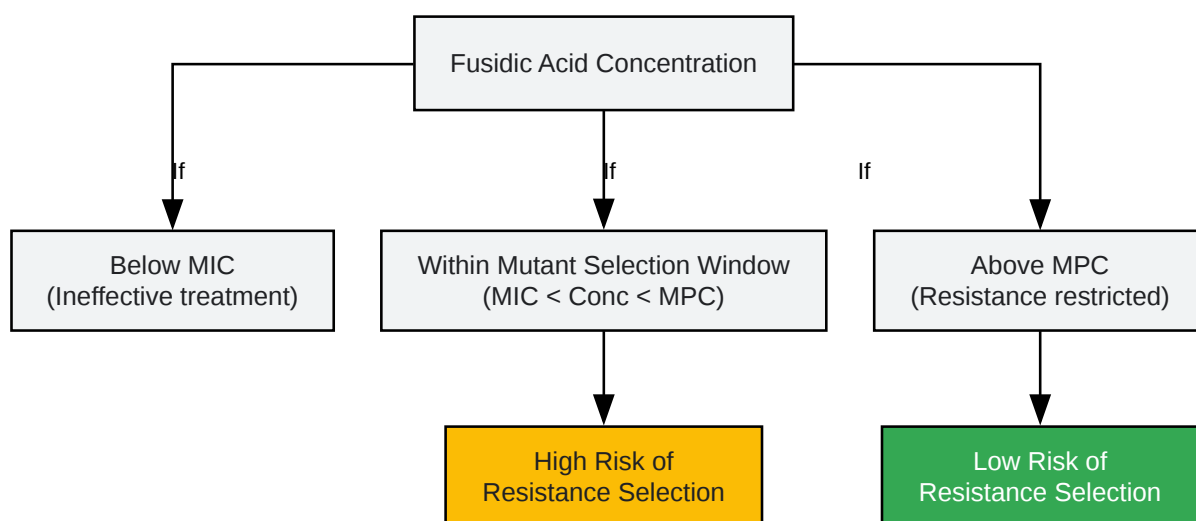 Fusidic Acid Concentration
If
If
If
Below MIC
(Ineffective treatment)
Within Mutant Selection Window
(MIC < Conc < MPC)
Above MPC
(Resistance restricted)
High Risk of
Resistance Selection
Low Risk of
Resistance Selection